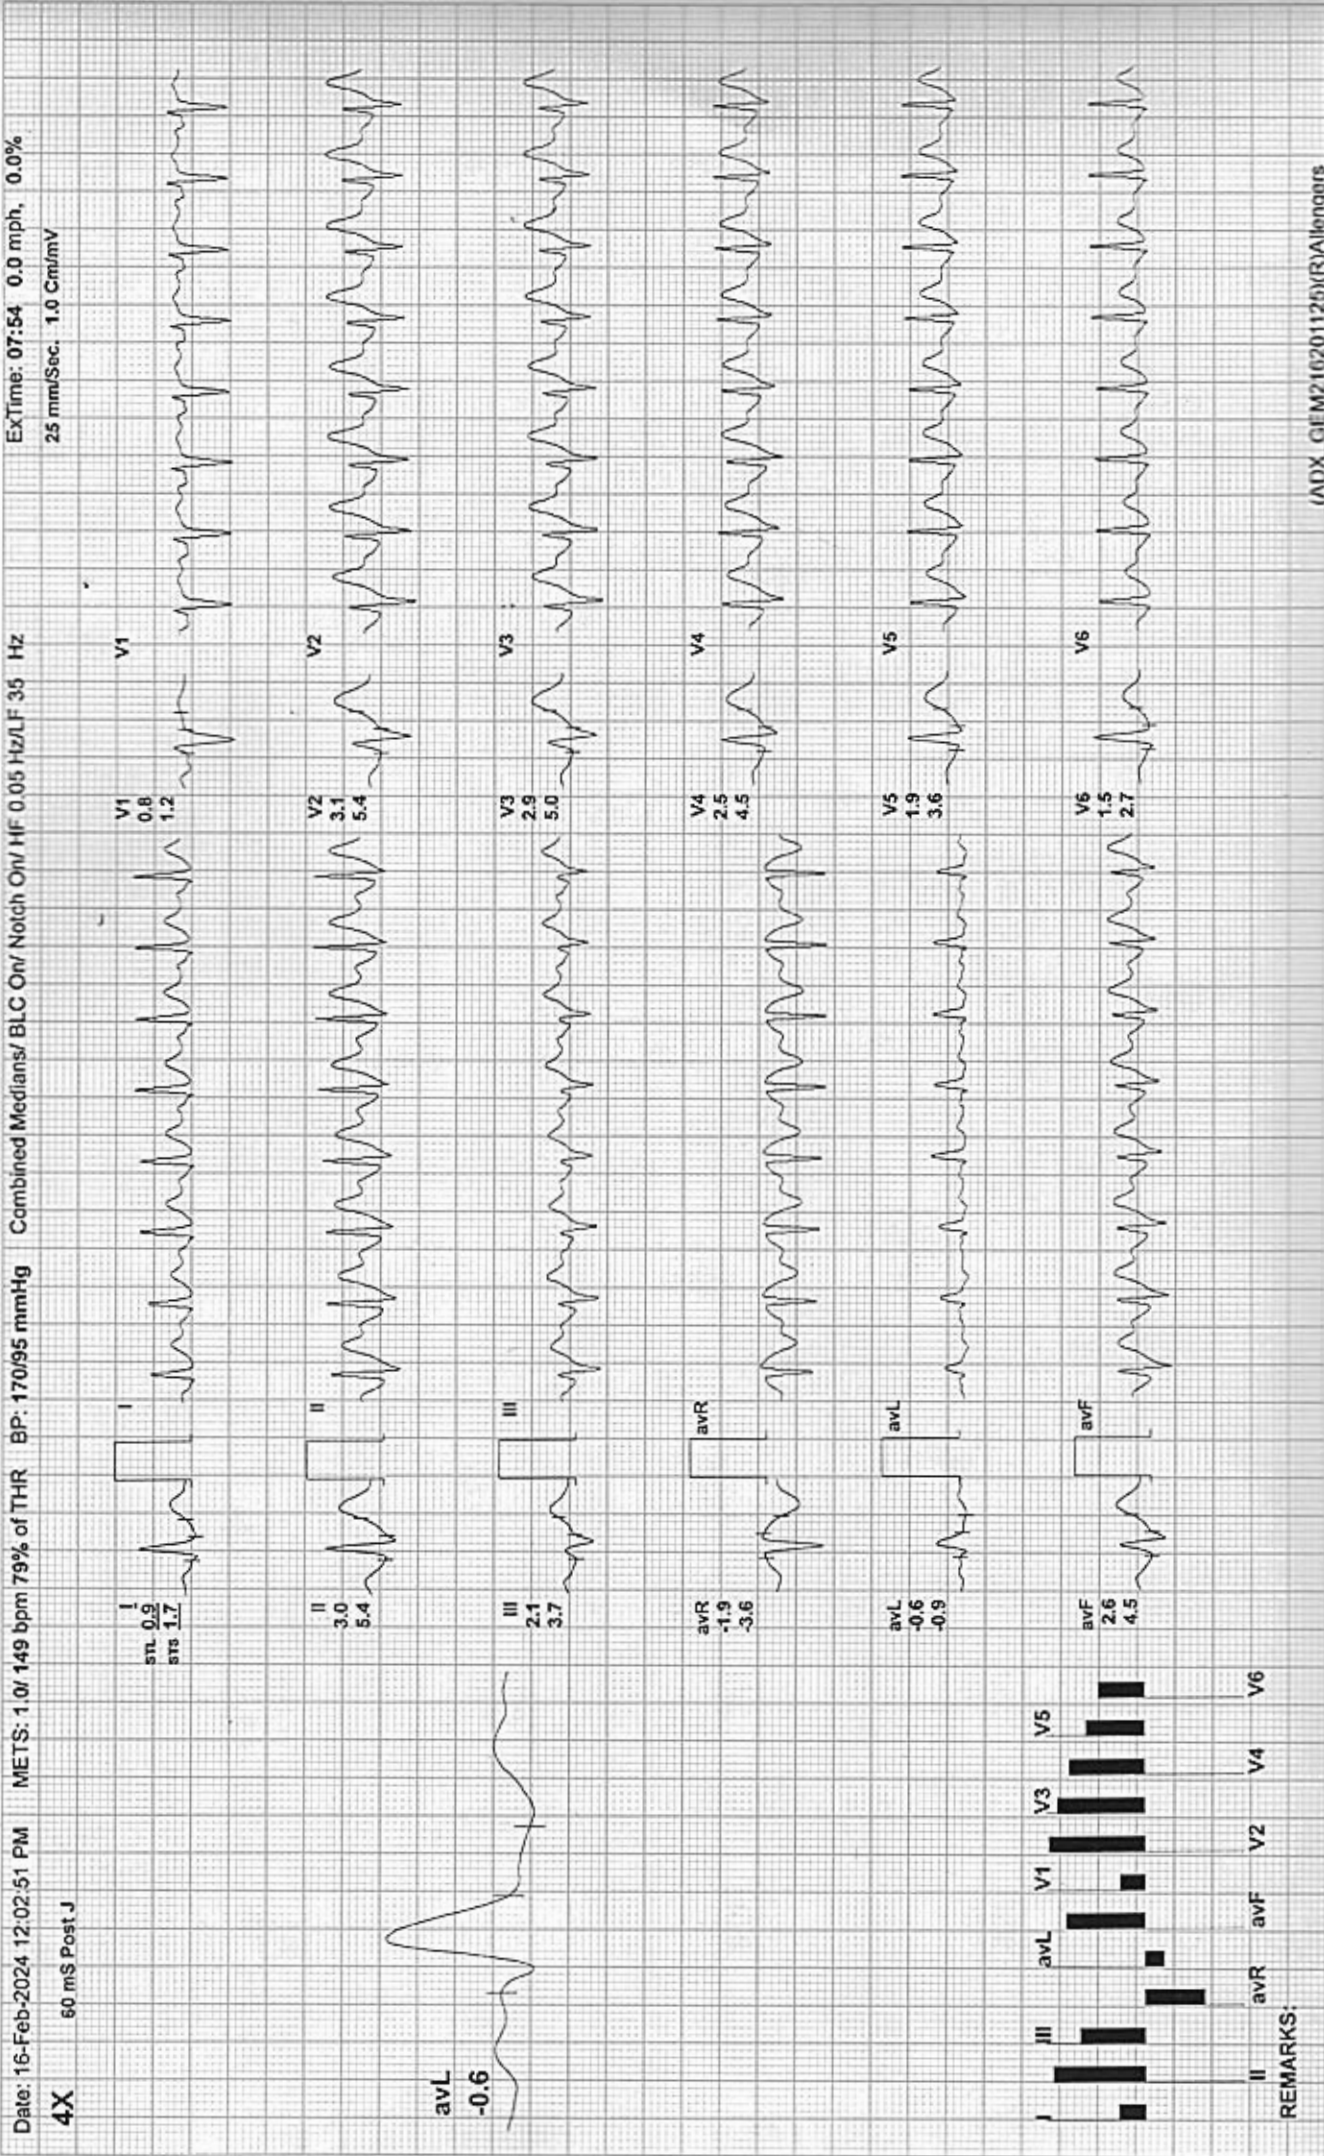 Date: 16-Feb-2024 12:02:51 PM METS: 1.0/ 149 bpm 79% of THR BP: 170/95 mmHg Combined Medians/ BLC On/ Notch On/ HF 0.05 Hz/LF 35 Hz ExTime: 07:54 0.0 mph, 0.0%
4X 60 mS Post J 25 mm/Sec. 1.0 Cm/mV
I
STL 0.9
STS 1.7
I
V1
0.8
1.2
V1
II
3.0
5.4
II
V2
3.1
5.4
V2
avL
-0.6
III
2.1
3.7
III
V3
2.9
5.0
V3
avR
-1.9
-3.6
avR
V4
2.5
4.5
V4
avL
-0.6
-0.9
avL
V5
1.9
3.6
V5
avF
2.6
4.5
avF
V6
1.5
2.7
V6
I III avL V1 V3 V5
II avR avF V2 V4 V6
REMARKS:
(ADX_GEM216201125)(R)Allengers